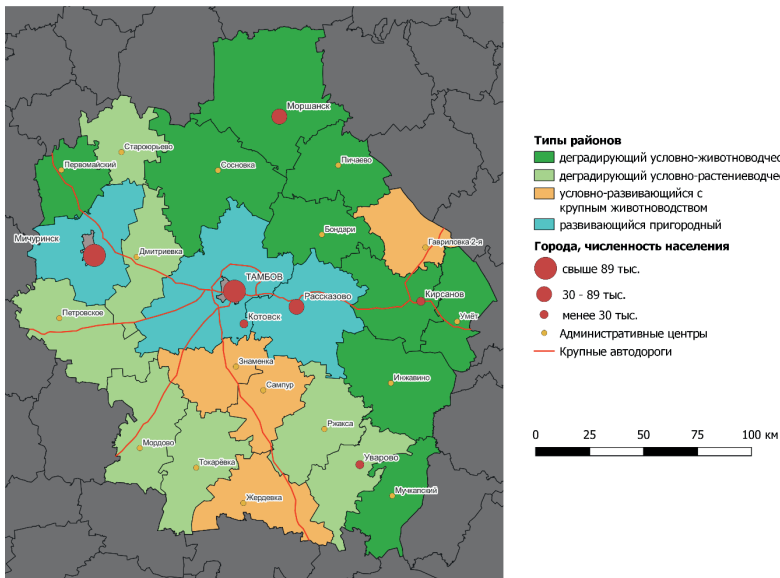 Моршанск
Староюрьево
Первомайский
Сосновка
Пичаево
Бондари
Гавриловка-2-я
Мичуринск
Дмитриевка
ТАМБОВ
Рассказово
Кирсанов
Петровское
Котовск
Умёт
Знаменка
Сампур
Инжавино
Ржакса
Мордово
Токарёвка
Уварово
Жердевка
Мучкапский
Типы районов
деградирующий условно-животноводчес
деградирующий условно-растениеводче
условно-развивающийся с
крупным животноводством
развивающийся пригородный
Города, численность населения
свыше 89 тыс.
30 - 89 тыс.
менее 30 тыс.
Административные центры
Крупные автодороги
0 25 50 75 100 км